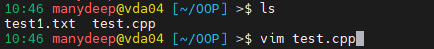 10:46 manydeep@vda04 [~/OOP] >$ ls
test1.txt  test.cpp
10:46 manydeep@vda04 [~/OOP] >$ vim test.cpp